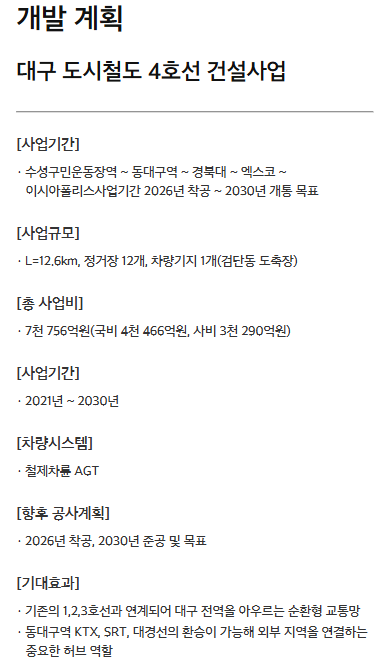 개발 계획
대구 도시철도 4호선 건설사업
[사업기간]
· 수성구민운동장역 ~ 동대구역 ~ 경북대 ~ 엑스코 ~
이시아폴리스사업기간 2026년 착공 ~ 2030년 개통 목표
[사업규모]
· L=12.6km, 정거장 12개, 차량기지 1개(검단동 도축장)
[총 사업비]
· 7천 756억원(국비 4천 466억원, 사비 3천 290억원)
[사업기간]
· 2021년 ~ 2030년
[차량시스템]
· 철제차륜 AGT
[향후 공사계획]
· 2026년 착공, 2030년 준공 및 목표
[기대효과]
· 기존의 1,2,3호선과 연계되어 대구 전역을 아우르는 순환형 교통망
· 동대구역 KTX, SRT, 대경선의 환승이 가능해 외부 지역을 연결하는
중요한 허브 역할